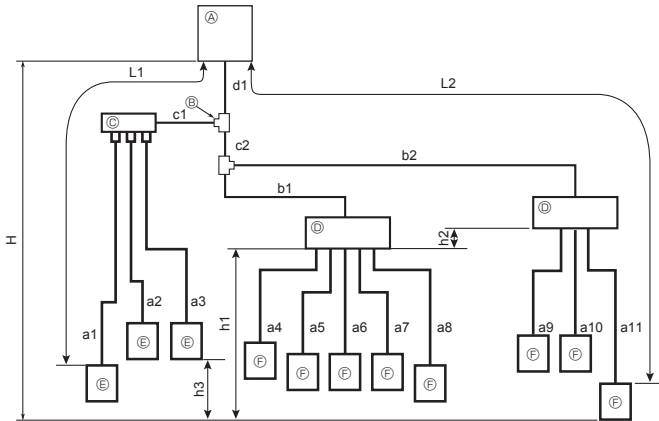 Ⓐ
L1
d1
L2
Ⓑ
Ⓒ
c1
c2
b2
b1
Ⓓ
Ⓓ
h2
H
a1
a2
a3
h1
a4
a5
a6
a7
a8
a9
a10
a11
Ⓔ
Ⓔ
Ⓔ
h3
Ⓕ
Ⓕ
Ⓕ
Ⓕ
Ⓕ
Ⓕ
Ⓕ
Ⓕ